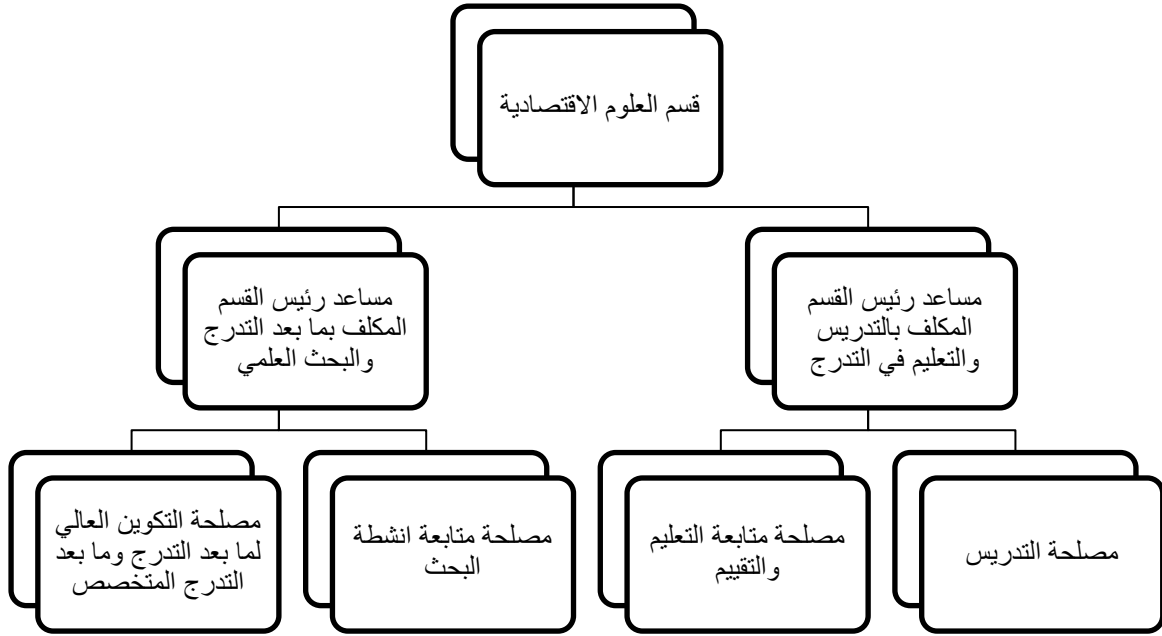 قسم العلوم الاقتصادية
مساعد رئيس القسم
المكلف بالتدريس
والتعليم في التدرج
مساعد رئيس القسم
المكلف بما بعد التدرج
والبحث العلمي
مصلحة التدريس
مصلحة متابعة التعليم
والتقييم
مصلحة متابعة انشطة
البحث
مصلحة التكوين العالي
لما بعد التدرج وما بعد
التدرج المتخصص